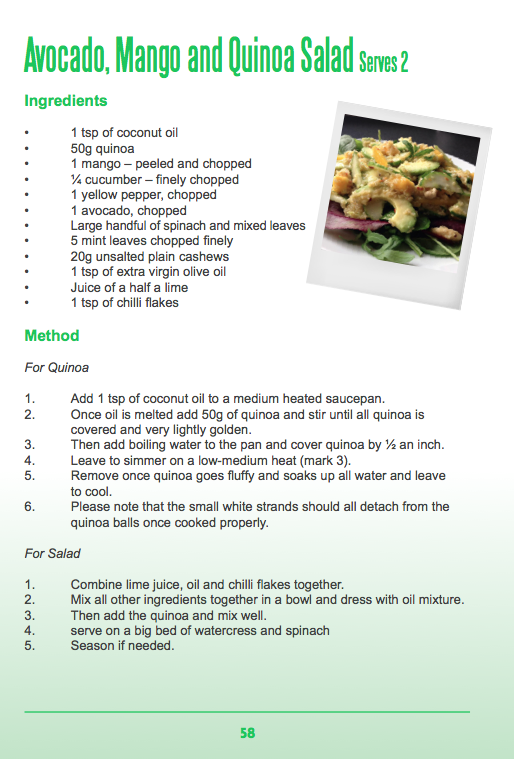 Avocado, Mango and Quinoa Salad Serves 2
Ingredients
• 1 tsp of coconut oil
• 50g quinoa
• 1 mango – peeled and chopped
• ¼ cucumber – finely chopped
• 1 yellow pepper, chopped
• 1 avocado, chopped
• Large handful of spinach and mixed leaves
• 5 mint leaves chopped finely
• 20g unsalted plain cashews
• 1 tsp of extra virgin olive oil
• Juice of a half a lime
• 1 tsp of chilli flakes
Method
For Quinoa
1. Add 1 tsp of coconut oil to a medium heated saucepan.
2. Once oil is melted add 50g of quinoa and stir until all quinoa is
covered and very lightly golden.
3. Then add boiling water to the pan and cover quinoa by ½ an inch.
4. Leave to simmer on a low-medium heat (mark 3).
5. Remove once quinoa goes fluffy and soaks up all water and leave
to cool.
6. Please note that the small white strands should all detach from the
quinoa balls once cooked properly.
For Salad
1. Combine lime juice, oil and chilli flakes together.
2. Mix all other ingredients together in a bowl and dress with oil mixture.
3. Then add the quinoa and mix well.
4. serve on a big bed of watercress and spinach
5. Season if needed.
58